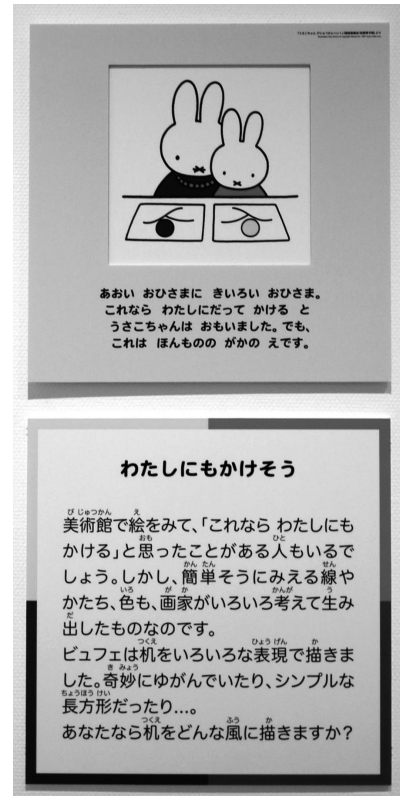 あおい おひさまに きいろい おひさま。
これなら わたしにだって かける と
うさこちゃんは おもいました。でも、
これは ほんものの がかの えです。
わたしにもかけそう
美術館で絵をみて、「これなら わたしにも
かける」と思ったことがある人もいるで
しょう。しかし、簡単そうにみえる線や
かたち、色も、画家がいろいろ考えて生み
出したものなのです。
ビュフェは机をいろいろな表現で描きま
した。奇妙にゆがんでいたり、シンプルな
長方形だったり…。
あなたなら机をどんな風に描きますか?